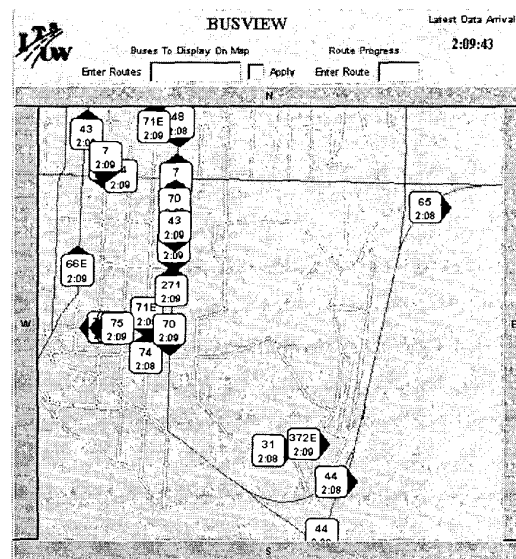 BUSVIEW
Latest Data Arrival
2:09:43
ITS
UW
Buses To Display On Map
Route Progress
Enter Routes
Apply
Enter Route
N
43
71E
2:09
48
2:08
7
2:09
2:09
7
70
43
2:09
2:09
65
2:08
66E
2:09
271
2:09
W
E
75
2:09
71E
70
2:09
74
2:08
31
2:08
372E
2:09
44
2:08
44
S